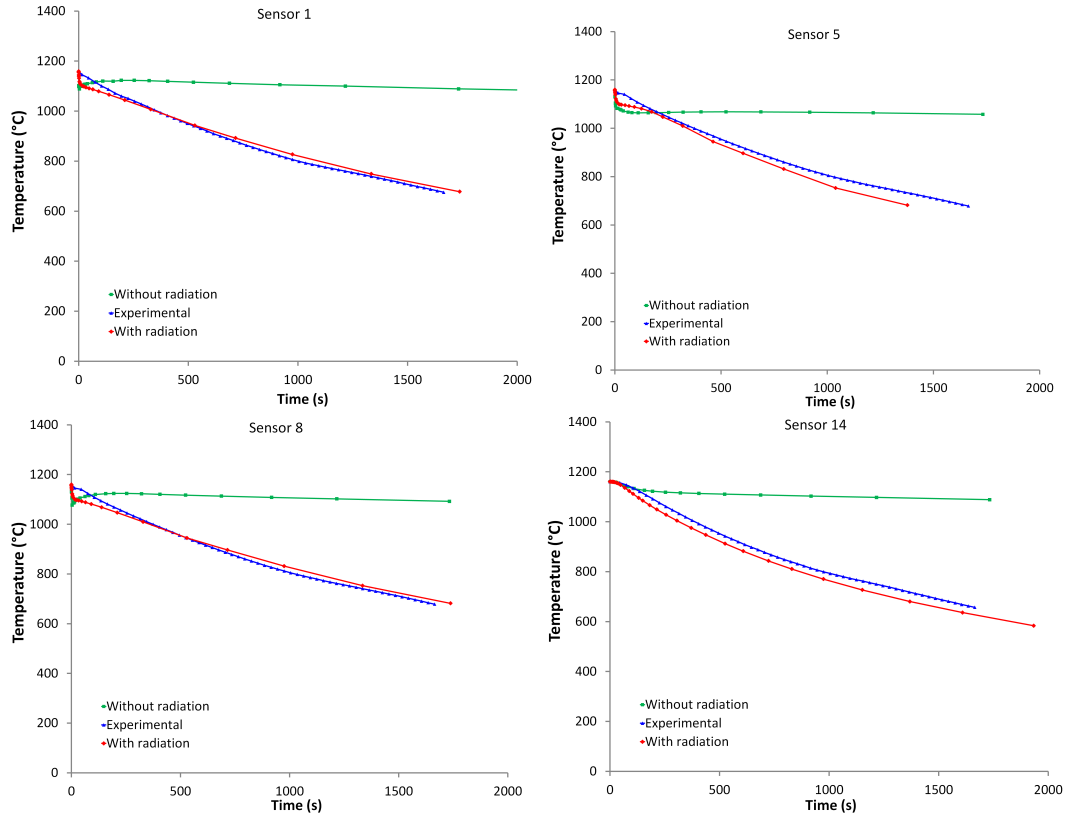 Sensor 1
1400
1200
1000
800
600
400
200
0
0 500 1000 1500 2000
Temperature (°C)
Time (s)
Without radiation
Experimental
With radiation
Sensor 5
1400
1200
1000
800
600
400
200
0
0 500 1000 1500 2000
Temperature (°C)
Time (s)
Without radiation
Experimental
With radiation
Sensor 8
1400
1200
1000
800
600
400
200
0
0 500 1000 1500 2000
Temperature (°C)
Time (s)
Without radiation
Experimental
With radiation
Sensor 14
1400
1200
1000
800
600
400
200
0
0 500 1000 1500 2000
Temperature (°C)
Time (s)
Without radiation
Experimental
With radiation